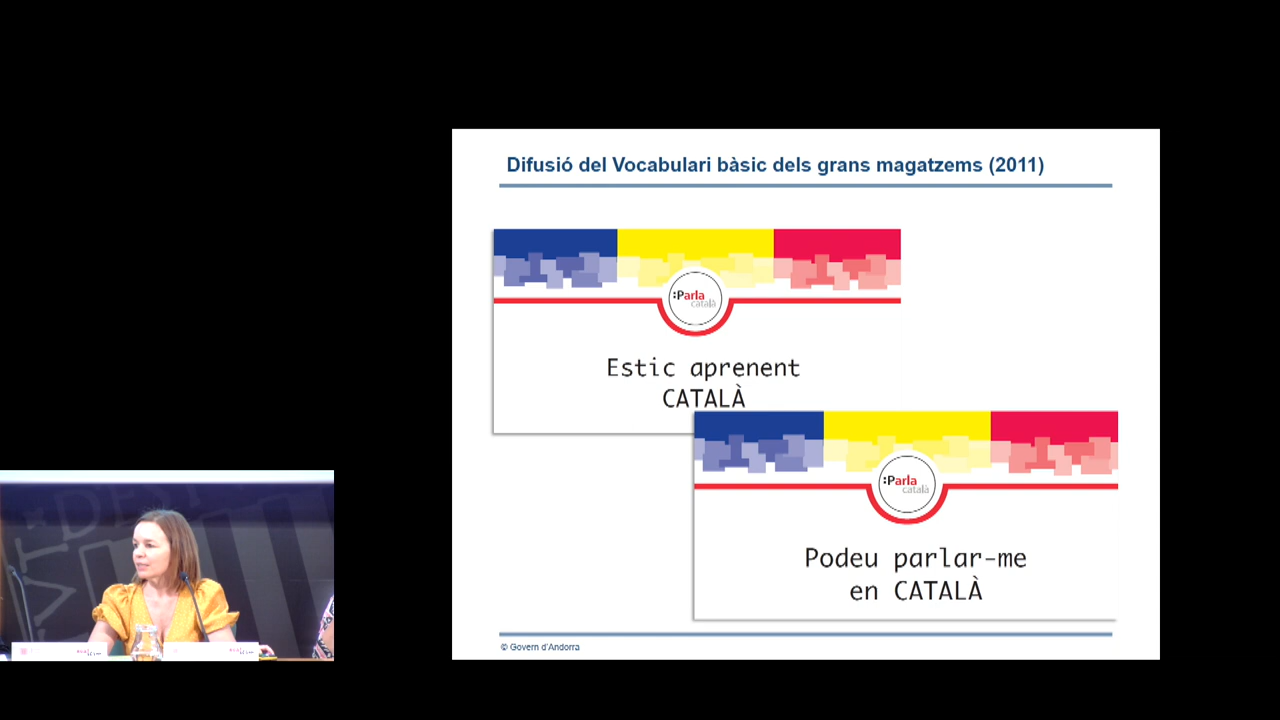 Difusió del Vocabulari bàsic dels grans magatzems (2011)
:Parla
català
Estic aprenent
CATALÀ
:Parla
català
Podeu parlar-me
en CATALÀ
© Govern d'Andorra